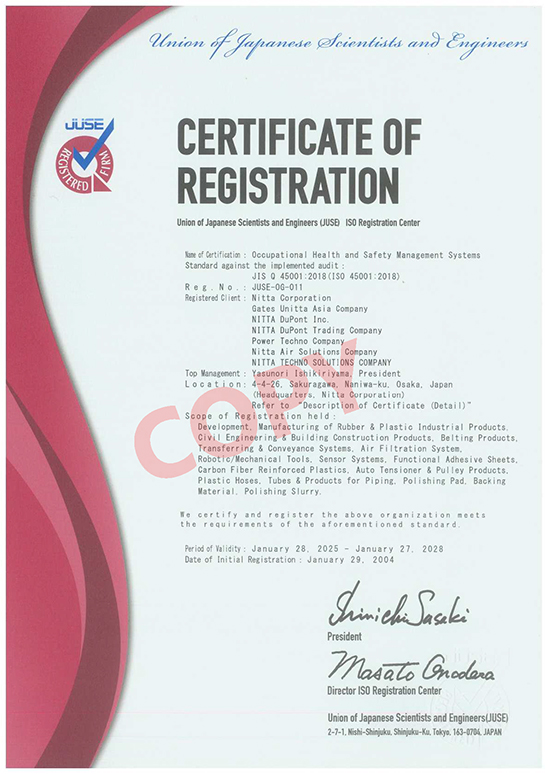 Union of Japanese Scientists and Engineers
JUSE
REGISTERED FIRM
CERTIFICATE OF
REGISTRATION
Union of Japanese Scientists and Engineers (JUSE) ISO Registration Center
Name of Certification : Occupational Health and Safety Management Systems
Standard against the implemented audit :
JIS Q 45001:2018(ISO 45001:2018)
Reg. No. : JUSE-OG-011
Registered Client : Nitta Corporation
Gates Unitta Asia Company
NITTA DuPont Inc.
NITTA DuPont Trading Company
Power Techno Company
Nitta Air Solutions Company
NITTA TECHNO SOLUTIONS COMPANY
Top Management : Yasunori Ishikiriyama, President
Location : 4-4-26, Sakuragawa, Naniwa-ku, Osaka, Japan
(Headquarters, Nitta Corporation)
Refer to "Description of Certificate (Detail)"
Scope of Registration held :
Development, Manufacturing of Rubber & Plastic Industrial Products,
Civil Engineering & Building Construction Products, Belting Products,
Transferring & Conveyance Systems, Air Filtration System,
Robotic/Mechanical Tools, Sensor Systems, Functional Adhesive Sheets,
Carbon Fiber Reinforced Plastics, Auto Tensioner & Pulley Products,
Plastic Hoses, Tubes & Products for Piping, Polishing Pad, Backing
Material, Polishing Slurry.
COPY
We certify and register the above organization meets
the requirements of the aforementioned standard.
Period of Validity : January 28, 2025 – January 27, 2028
Date of Initial Registration : January 29, 2004
Shinichi Sasaki
President
Masato Onodera
Director ISO Registration Center
Union of Japanese Scientists and Engineers(JUSE)
2-7-1, Nishi-Shinjuku, Shinjuku-Ku, Tokyo, 163-0704, JAPAN